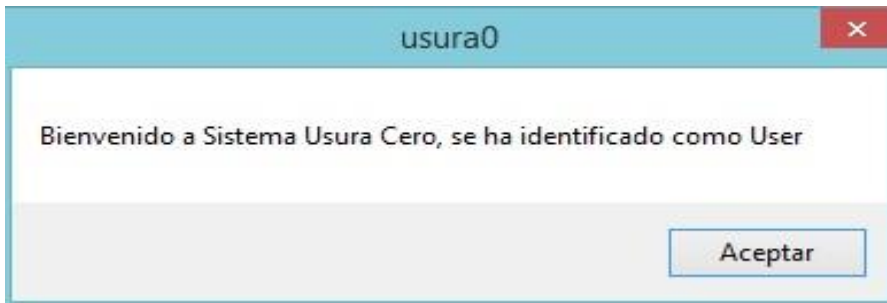 usura0
Bienvenido a Sistema Usura Cero, se ha identificado como User
Aceptar